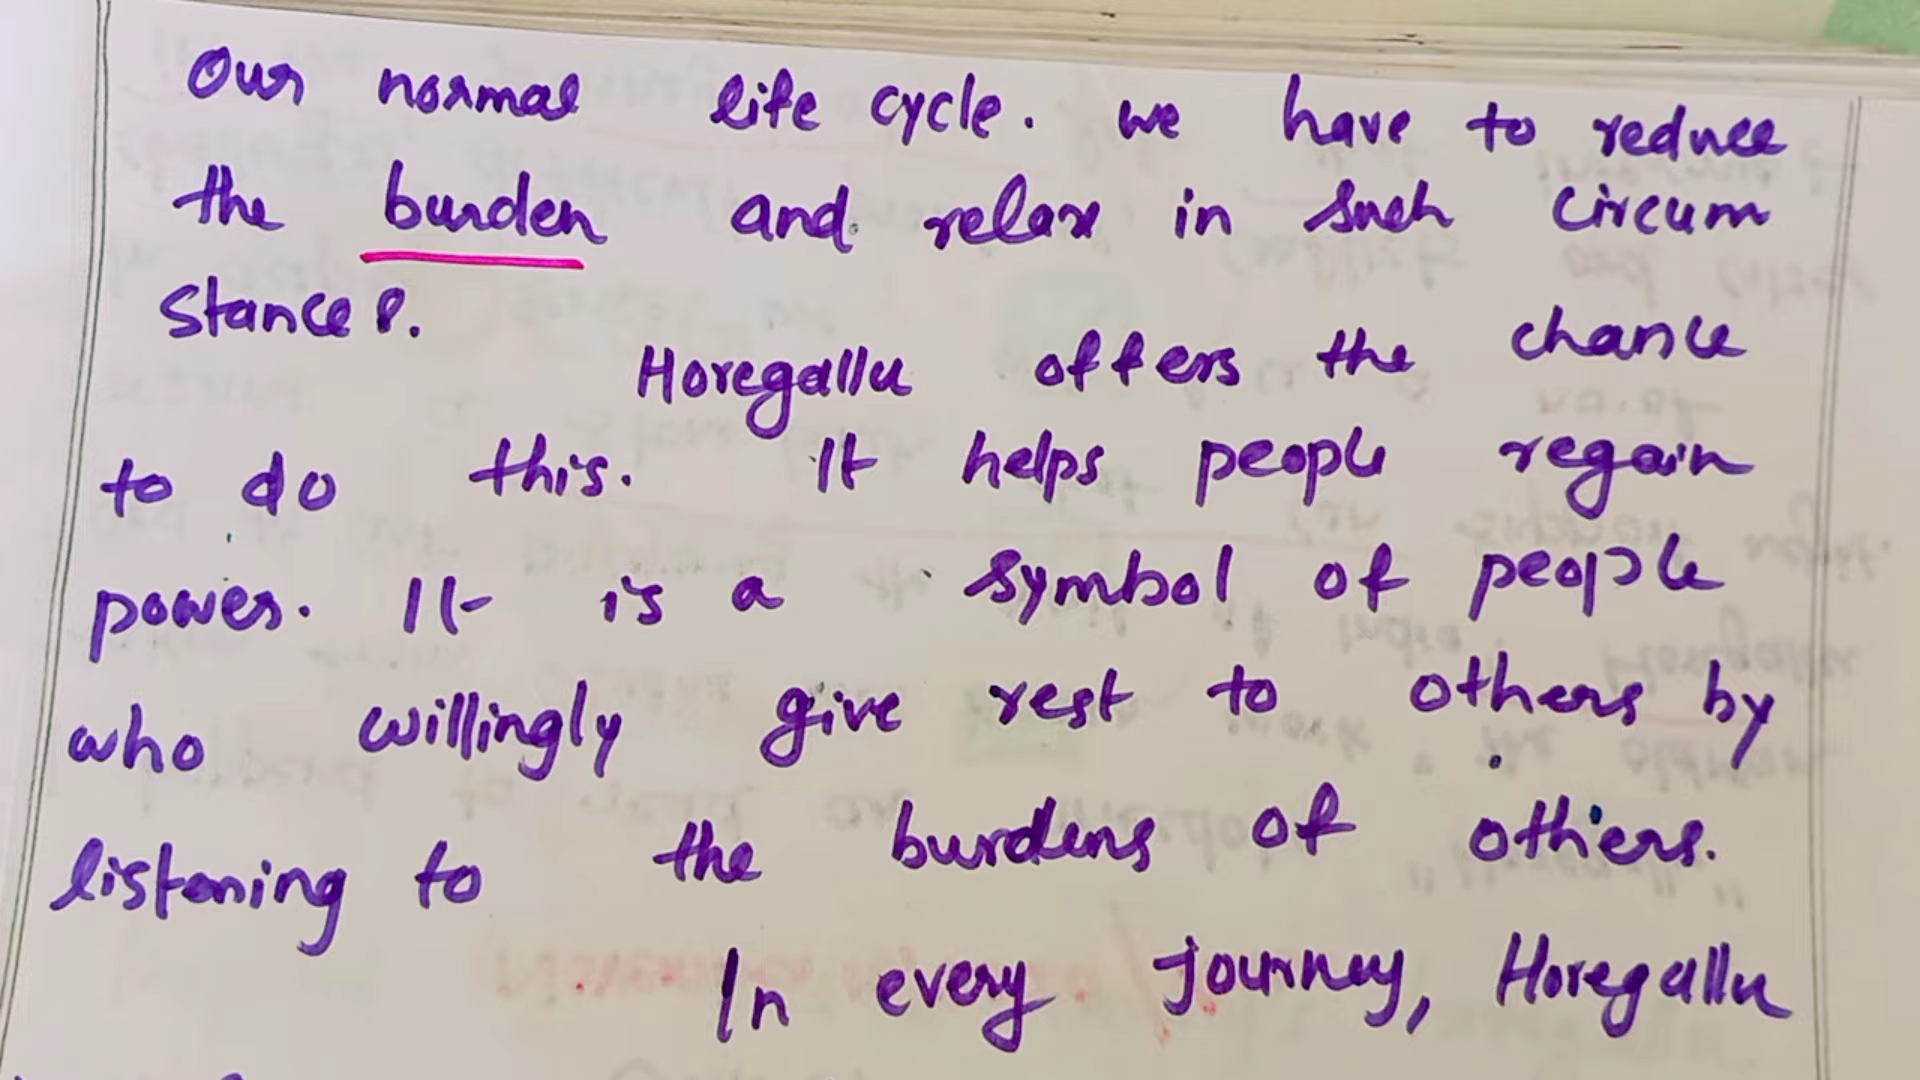 Our normal life cycle. we have to reduce
the burden and relax in such circum
stances.
Horegallu offers the chance
to do this. It helps people regain
power. It is a symbol of people
who willingly give rest to others by
listening to the burdens of others.
In every journey, Horegallu